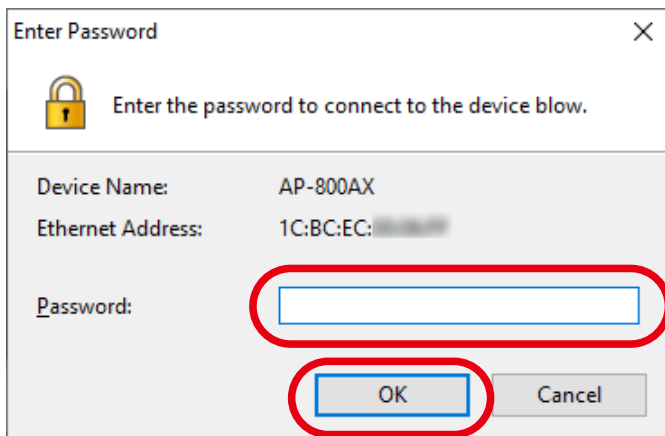 Enter Password
Enter the password to connect to the device blow.
Device Name: AP-800AX
Ethernet Address: 1C:BC:EC:
Password:
OK Cancel